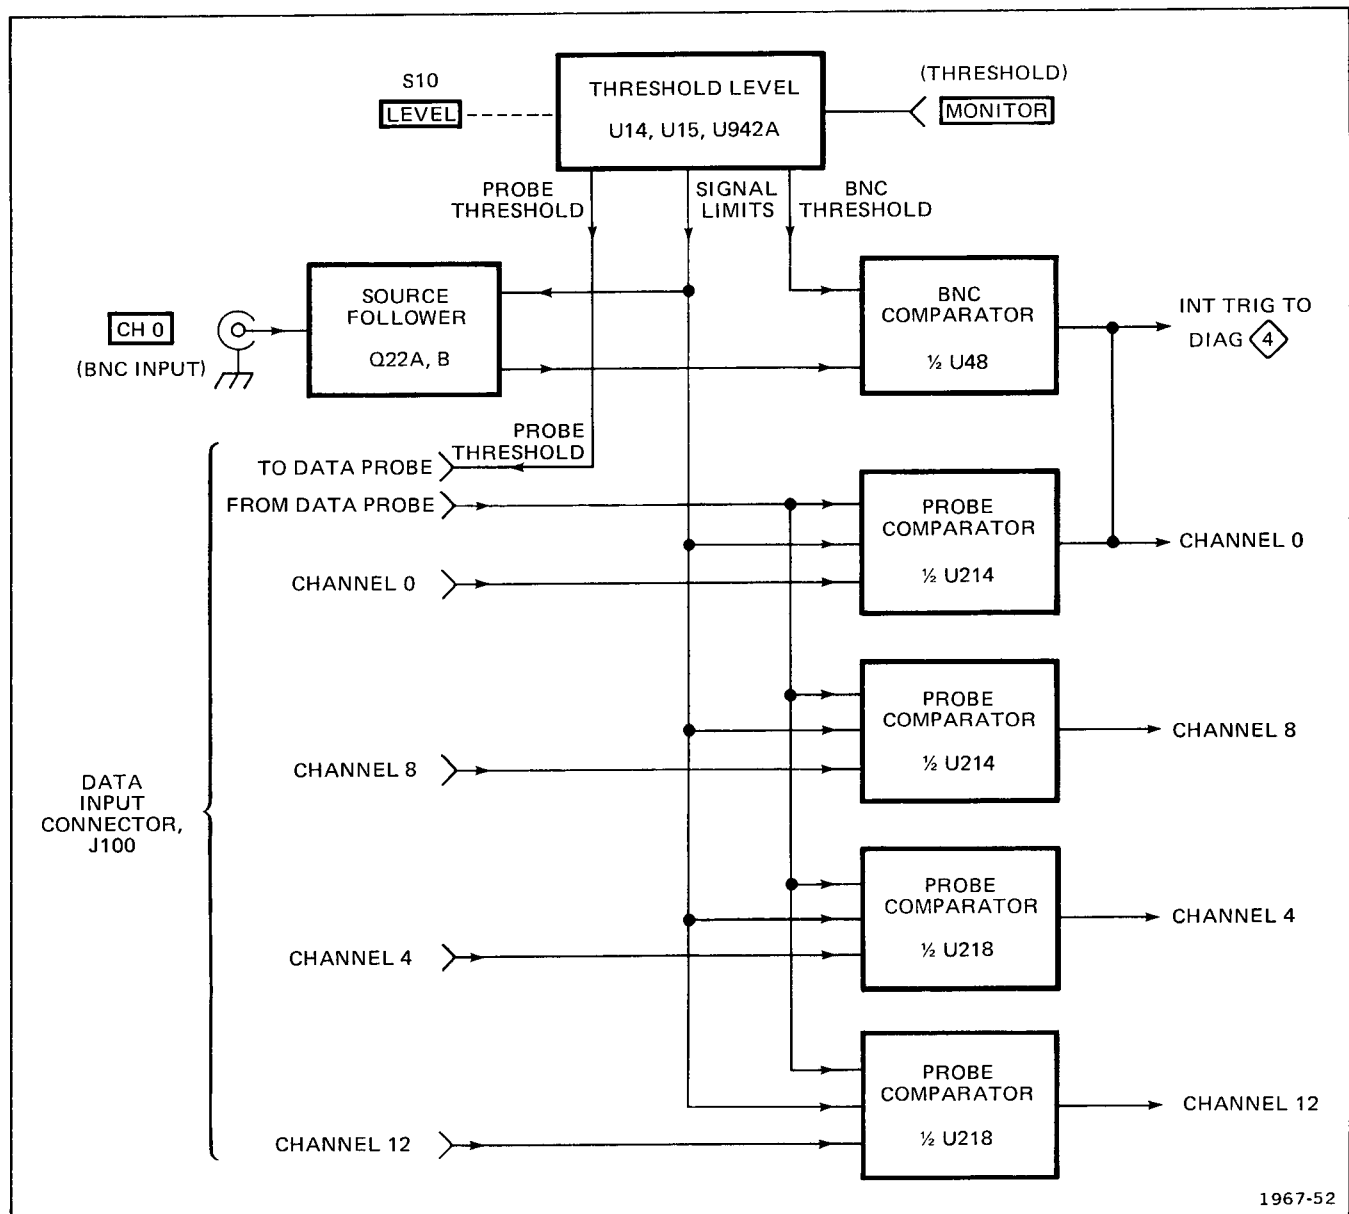 S10
LEVEL
THRESHOLD LEVEL
U14, U15, U942A
(THRESHOLD)
MONITOR
PROBE
THRESHOLD
SIGNAL
LIMITS
BNC
THRESHOLD
CH 0
(BNC INPUT)
SOURCE
FOLLOWER
Q22A, B
BNC
COMPARATOR
½ U48
INT TRIG TO
DIAG 4
PROBE
THRESHOLD
TO DATA PROBE
FROM DATA PROBE
CHANNEL 0
PROBE
COMPARATOR
½ U214
CHANNEL 0
CHANNEL 8
PROBE
COMPARATOR
½ U214
CHANNEL 8
DATA
INPUT
CONNECTOR,
J100
CHANNEL 4
PROBE
COMPARATOR
½ U218
CHANNEL 4
CHANNEL 12
PROBE
COMPARATOR
½ U218
CHANNEL 12
1967-52